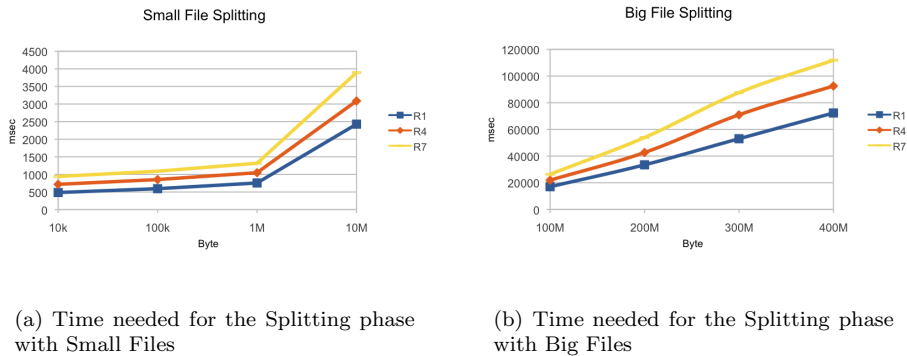 Small File Splitting
4500
4000
3500
3000
2500
2000
1500
1000
500
0
msec
10k
100k
1M
10M
Byte
R1
R4
R7
Big File Splitting
120000
100000
80000
60000
40000
20000
0
msec
100M
200M
300M
400M
Byte
R1
R4
R7
(a) Time needed for the Splitting phase
with Small Files
(b) Time needed for the Splitting phase
with Big Files